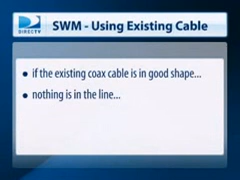 DIRECTV
SWM - Using Existing Cable
• if the existing coax cable is in good shape...
• nothing is in the line...